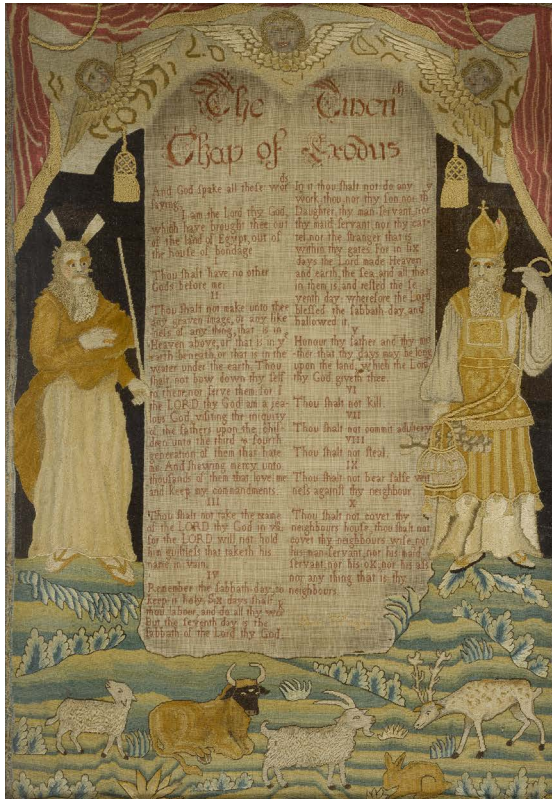 The Twen.th
Chap of Exodus
And God spake all these wor ds
saying,
I am the Lord thy God,
which have brought thee out
of the land of Egypt, out of
the house of bondage
Thou shalt have no other
Gods before me.
II
Thou shalt not make unto thee
any graven image, or any like
ness of any thing, that is in
Heaven above, or that is in y
earth beneath, or that is in the
water under the earth. Thou
shalt not bow down thy self
to them nor serve them for I
the LORD thy God am a jea-
lous God, visiting the iniquity
of the fathers upon the chil-
dern unto the third & fourth
generation of them that hate
me. And shewing mercy unto
thousands of them that love me
and keep my commandments.
III
Thou shalt not take the name
of the LORD thy God in
for the LORD will not hold
him guiltless that taketh his
name in vain.
IV
Remember the Sabbath day, to
keep it holy, Six days shalt
thou labour, and do all thy
but the seventh day is the
Sabbath of the Lord thy God.
In it thou shalt not do any y
work, thou, nor thy son, nor th
Daughter, thy man-servant, nor
thy maid servant, nor thy cat-
tel, nor the stranger that is
within thy gates. For in SIX
days the Lord made Heaven
and earth, the sea, and all that
in them is, and rested the se
venth day: wherefore the Lord
blessed the sabbath day, and
hallowed it.
V
Honour thy father and thy mo
ther that thy days may be long
upon the land, which the Lord
thy God giveth thee.
VI
Thou shalt not kill.
VII
Thou shalt not commit adultery
VIII
Thou shalt not steal.
IX
Thou shalt not bear false wit
ness against thy neighbour.
X
Thou shalt not covet thy
neighbours house, thou shalt not
covet thy neighbours wife, nor
his man-servant, nor his maid
servant, nor his ox, nor his ass
nor any thing that is thy
neighbours